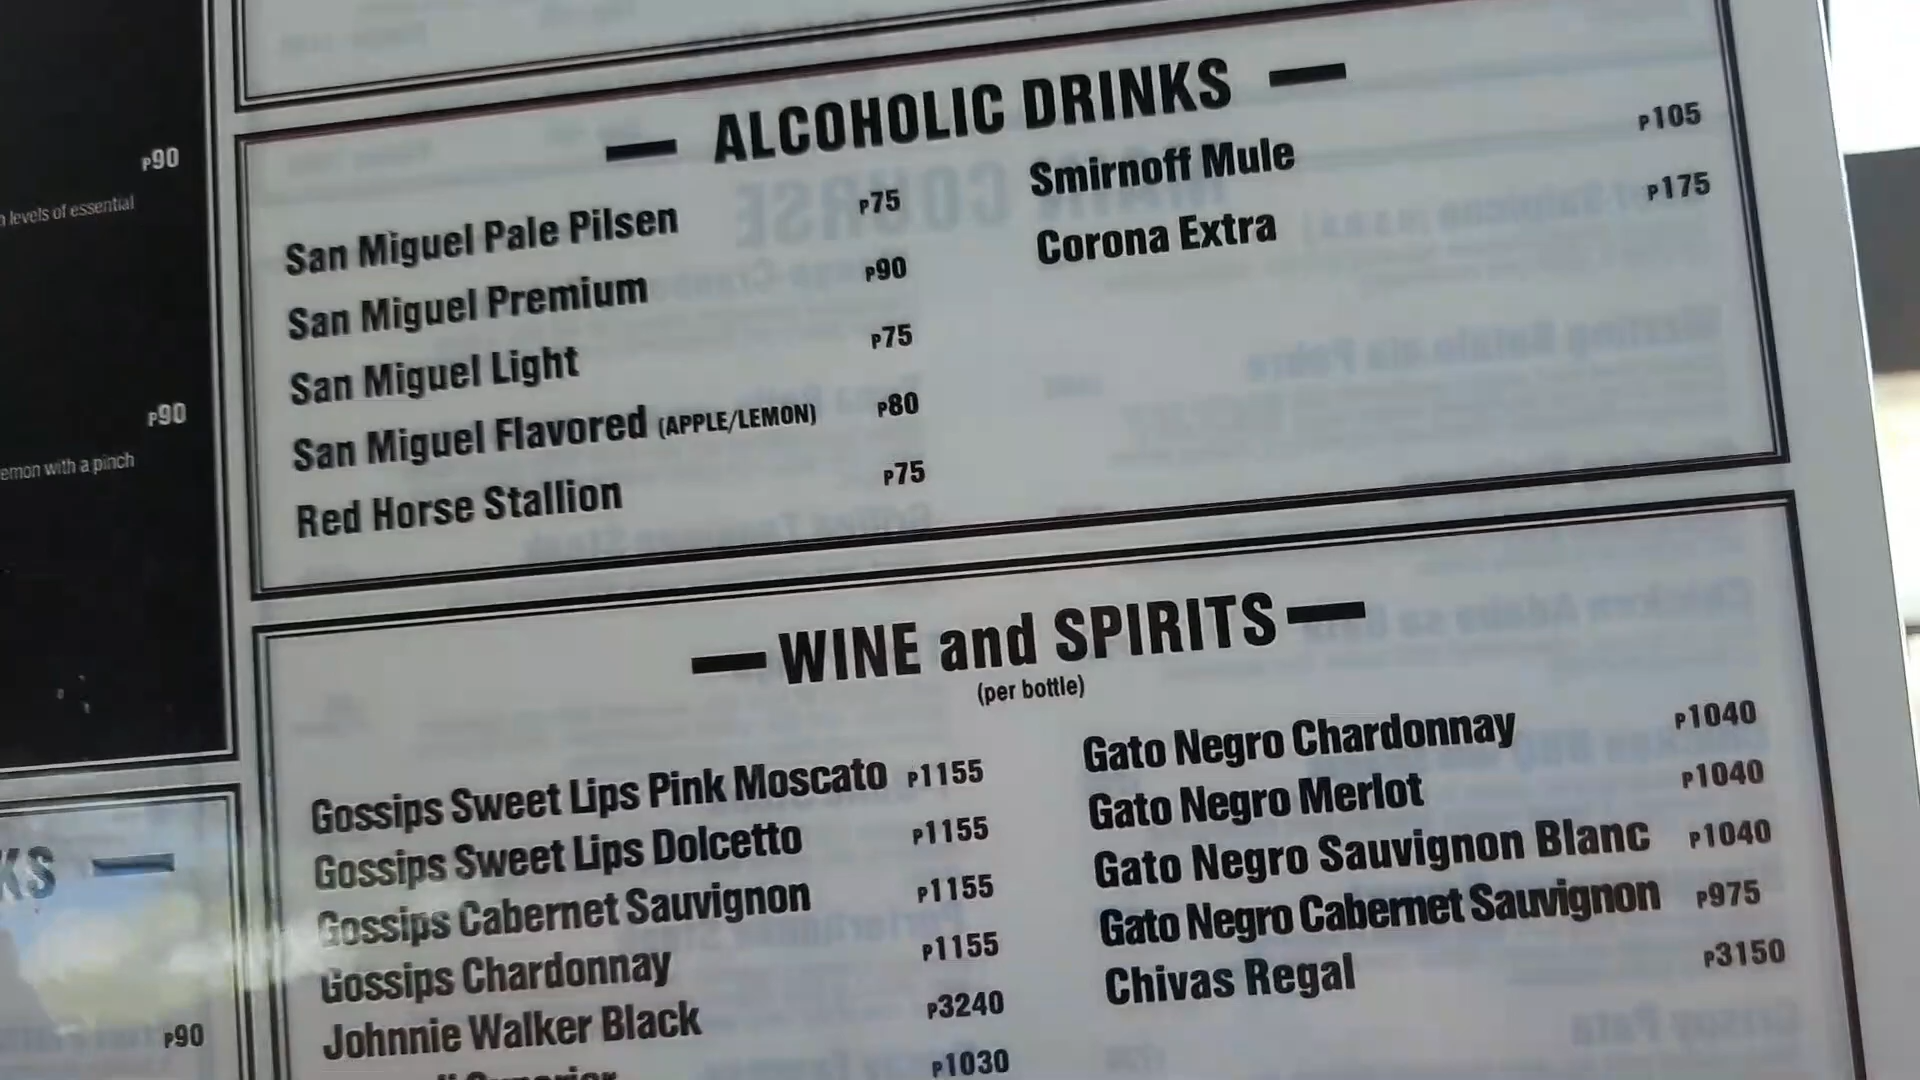 P90
levels of essential
P90
emon with a pinch
KS
P90
ALCOHOLIC DRINKS
San Miguel Pale Pilsen P75
San Miguel Premium P90
San Miguel Light P75
San Miguel Flavored (APPLE/LEMON) P80
Red Horse Stallion P75
Smirnoff Mule P105
Corona Extra P175
WINE and SPIRITS
(per bottle)
Gossips Sweet Lips Pink Moscato P1155
Gossips Sweet Lips Dolcetto P1155
Gossips Cabernet Sauvignon P1155
Gossips Chardonnay P1155
Johnnie Walker Black P3240
Superior P1030
Gato Negro Chardonnay P1040
Gato Negro Merlot P1040
Gato Negro Sauvignon Blanc P1040
Gato Negro Cabernet Sauvignon P975
Chivas Regal P3150